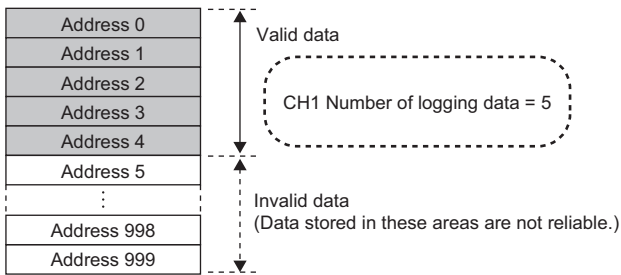 Address 0
Address 1
Address 2
Address 3
Address 4
Address 5
⋮
Address 998
Address 999
Valid data
CH1 Number of logging data = 5
Invalid data
(Data stored in these areas are not reliable.)